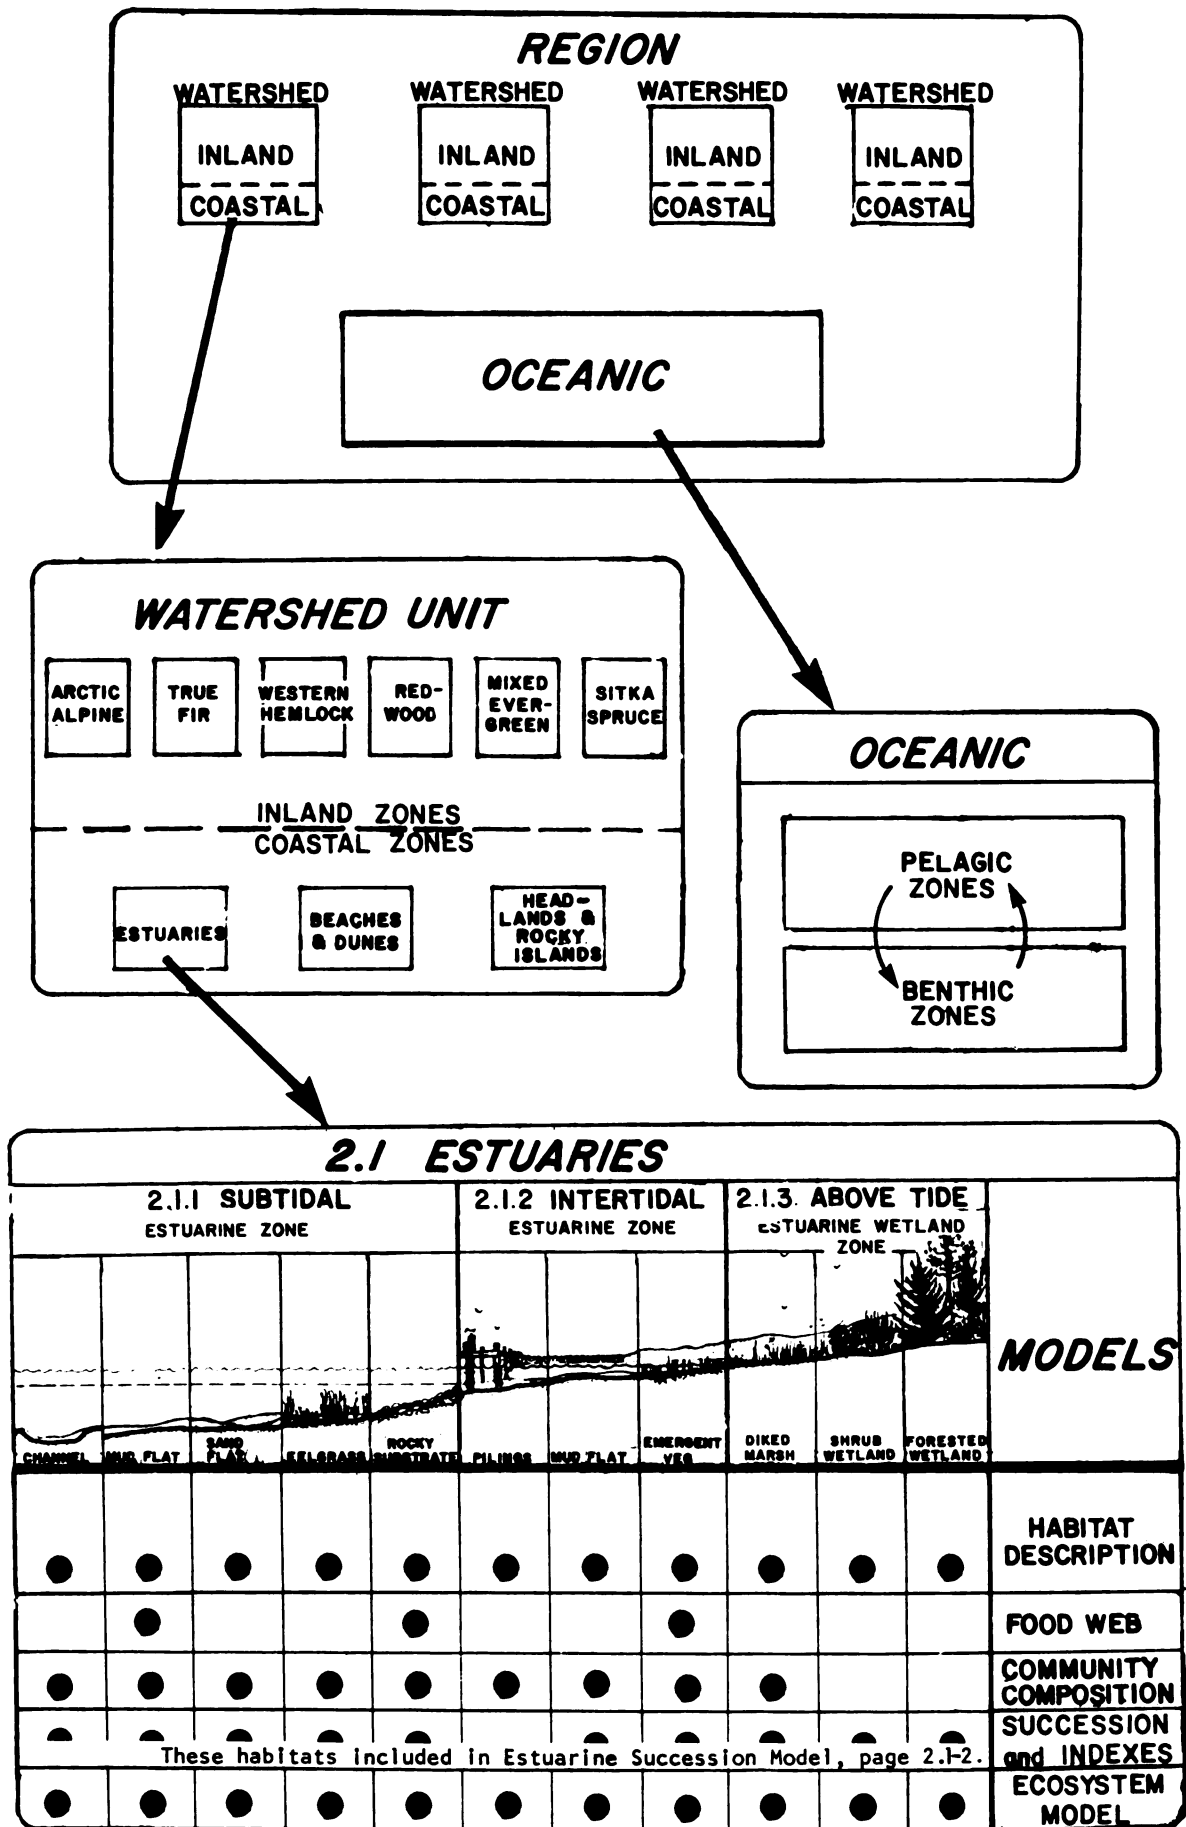 REGION
WATERSHED WATERSHED WATERSHED WATERSHED
INLAND INLAND INLAND INLAND
COASTAL COASTAL COASTAL COASTAL
OCEANIC
WATERSHED UNIT
ARCTIC
ALPINE
TRUE
FIR
WESTERN
HEMLOCK
RED-
WOOD
MIXED
EVER-
GREEN
SITKA
SPRUCE
INLAND ZONES
COASTAL ZONES
ESTUARIES
BEACHES
& DUNES
HEAD-
LANDS &
ROCKY
ISLANDS
OCEANIC
PELAGIC
ZONES
BENTHIC
ZONES
2.1 ESTUARIES
2.1.1 SUBTIDAL
ESTUARINE ZONE
2.1.2 INTERTIDAL
ESTUARINE ZONE
2.1.3. ABOVE TIDE
ESTUARINE WETLAND
ZONE
MODELS
CHANNEL
MUD FLAT
SAND
FLAT
EELGRASS
ROCKY
SUBSTRATE
PILINGS
MUD FLAT
EMERGENT
VEG
DIKED
MARSH
SHRUB
WETLAND
FORESTED
WETLAND
HABITAT
DESCRIPTION
FOOD WEB
COMMUNITY
COMPOSITION
SUCCESSION
and INDEXES
These habitats included in Estuarine Succession Model, page 2.1-2.
ECOSYSTEM
MODEL